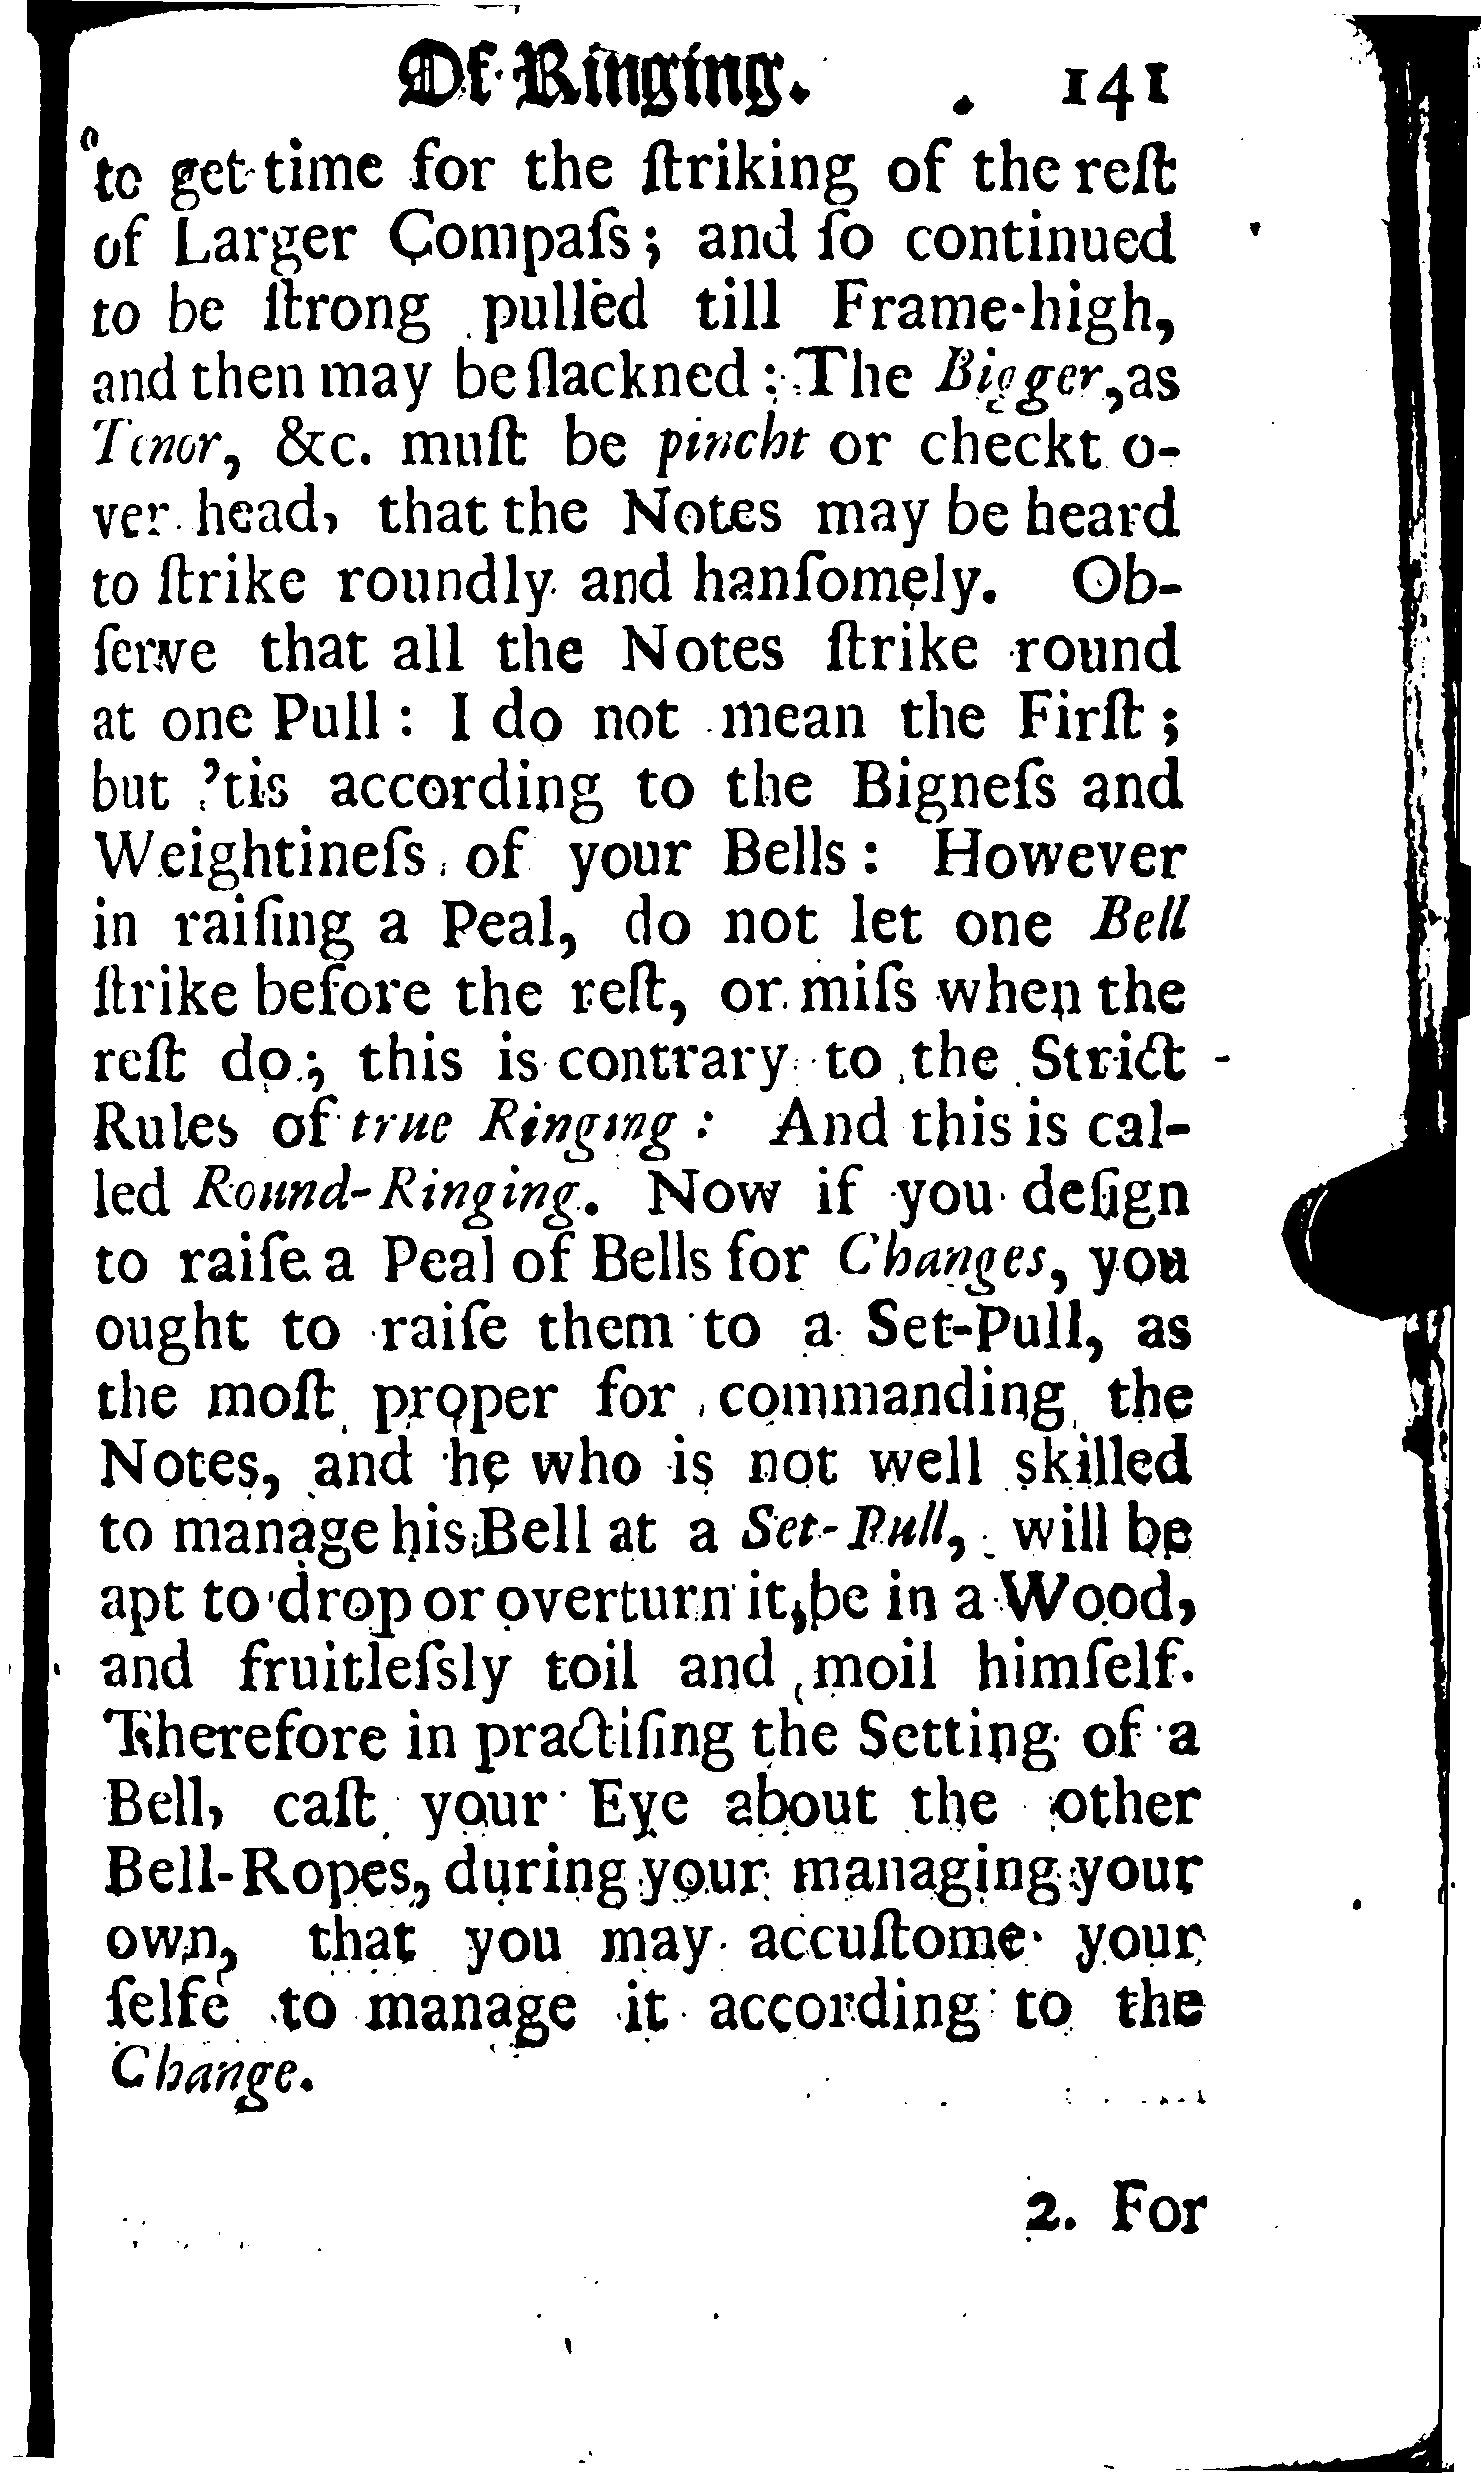 Of Ringing. 141
to get time for the ſtriking of the reſt
of Larger Compaſs; and ſo continued
to be ſtrong pulled till Frame-high,
and then may be ſlackned: The Bigger, as
Tenor, &c. muſt be pincht or checkt o-
ver head, that the Notes may be heard
to ſtrike roundly and hanſomely. Ob-
ſerve that all the Notes ſtrike round
at one Pull: I do not mean the Firſt;
but 'tis according to the Bigneſs and
Weightineſs of your Bells: However
in raiſing a Peal, do not let one Bell
ſtrike before the reſt, or miſs when the
reſt do; this is contrary to the Strict
Rules of true Ringing: And this is cal-
led Round-Ringing. Now if you deſign
to raiſe a Peal of Bells for Changes, you
ought to raiſe them to a Set-Pull, as
the moſt proper for commanding the
Notes, and he who is not well skilled
to manage his Bell at a Set-Pull, will be
apt to drop or overturn it, be in a Wood,
and fruitleſsly toil and moil himſelf.
Therefore in practiſing the Setting of a
Bell, caſt your Eye about the other
Bell-Ropes, during your managing your
own, that you may accuſtome your
ſelfe to manage it according to the
Change.
2. For